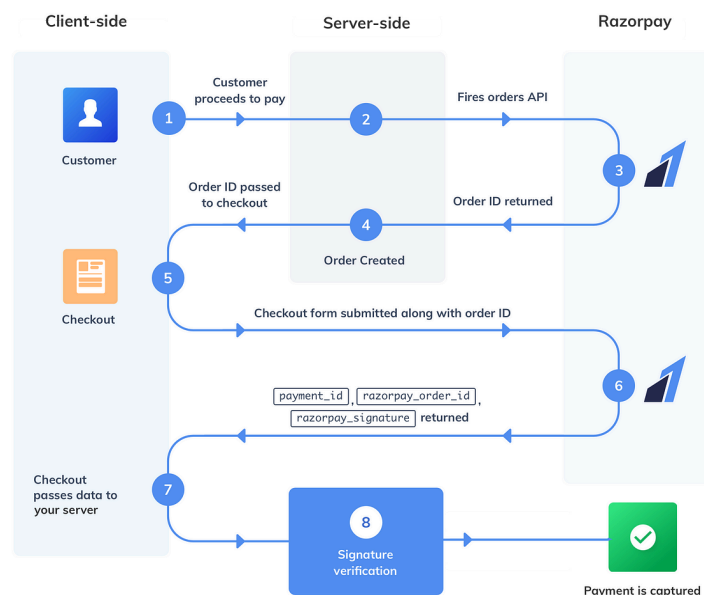 Client-side
Server-side
Razorpay
Customer
proceeds to pay
Fires orders API
1
2
3
Customer
Order ID passed
to checkout
Order ID returned
4
Order Created
5
Checkout
Checkout form submitted along with order ID
6
payment_id, razorpay_order_id,
razorpay_signature returned
Checkout
passes data to
your server
7
8
Signature
verification
Payment is captured